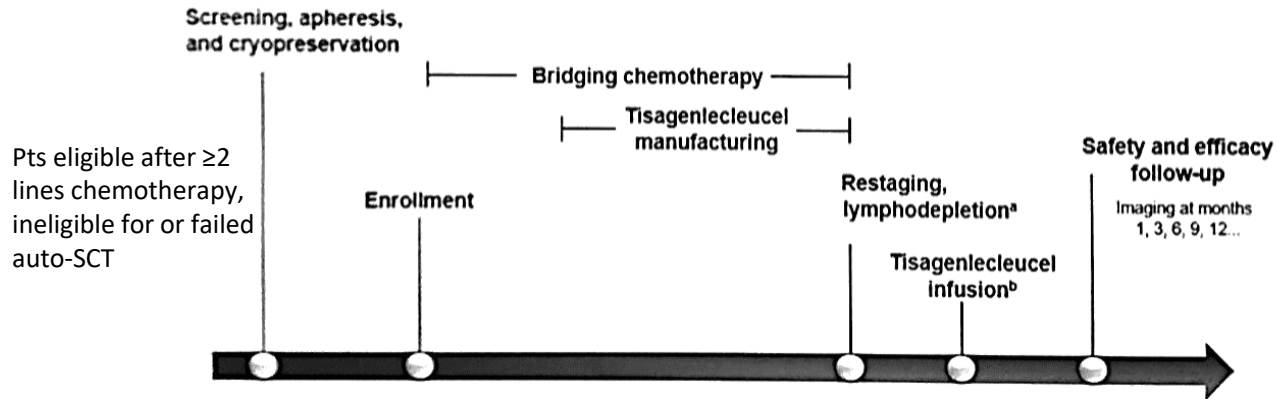 Screening, apheresis,
and cryopreservation
Bridging chemotherapy
Tisagenlecleucel
manufacturing
Pts eligible after ≥2
lines chemotherapy,
ineligible for or failed
auto-SCT
Enrollment
Restaging,
lymphodepletionᵃ
Tisagenlecleucel
infusionᵇ
Safety and efficacy
follow-up
Imaging at months
1, 3, 6, 9, 12...